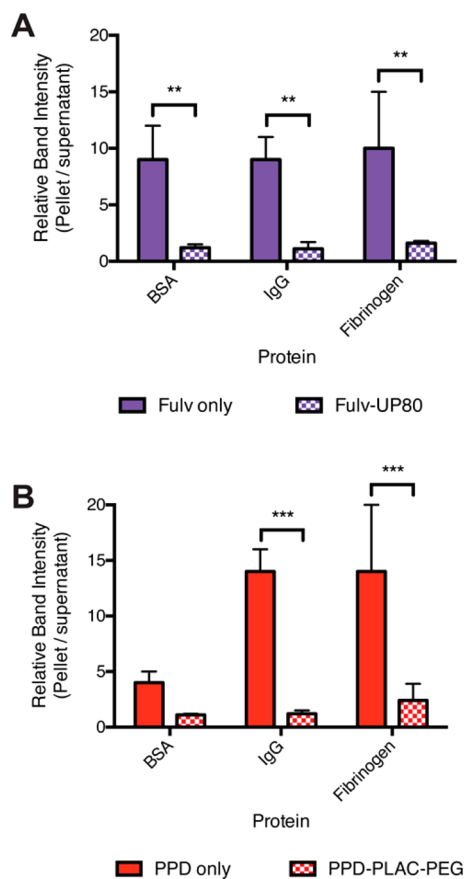 A
Relative Band Intensity
(Pellet / supernatant)
20
15
10
5
0
**
**
**
BSA
IgG
Fibrinogen
Protein
Fulv only
Fulv-UP80
B
Relative Band Intensity
(Pellet / supernatant)
20
15
10
5
0
***
***
BSA
IgG
Fibrinogen
Protein
PPD only
PPD-PLAC-PEG